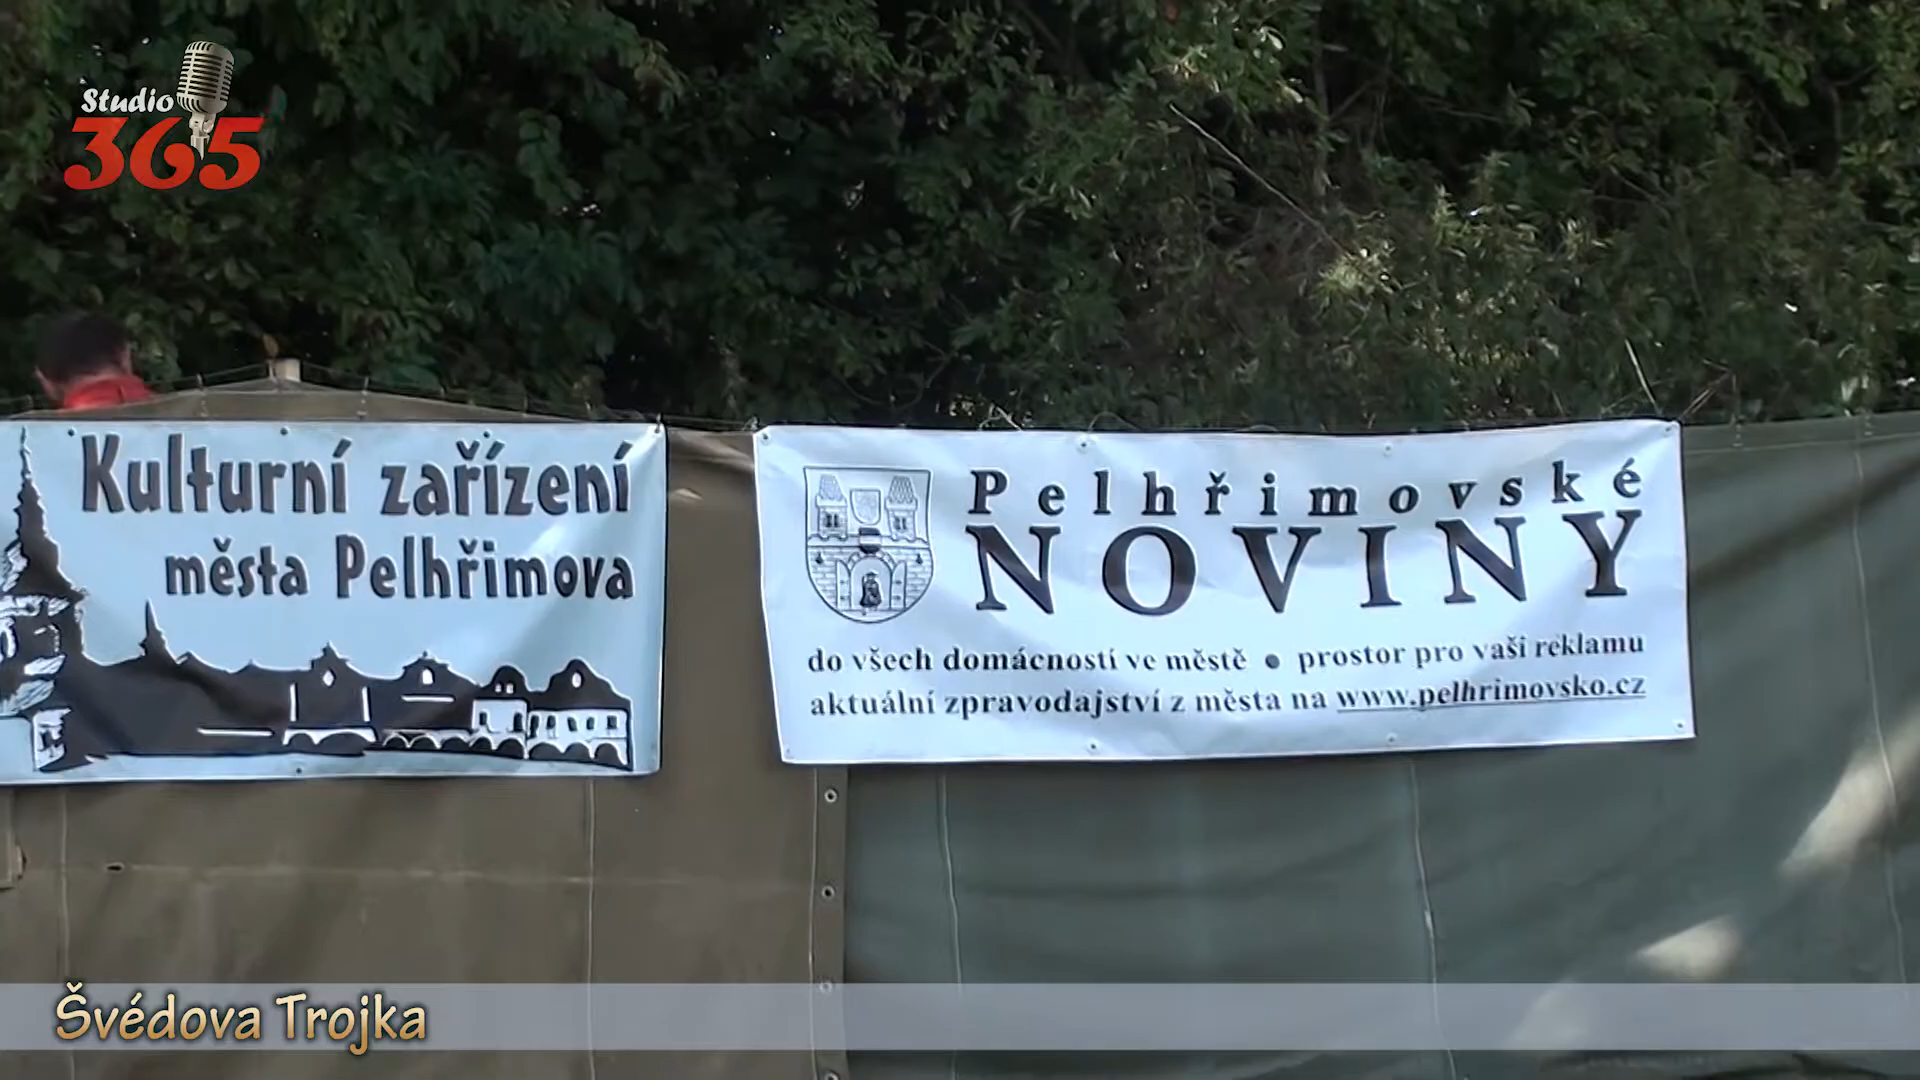 Studio
365
Kulturní zařízení
města Pelhřimova
Pelhřimovské
NOVINY
do všech domácností ve městě ● prostor pro vaši reklamu
aktuální zpravodajství z města na www.pelhrimovsko.cz
Švédova Trojka